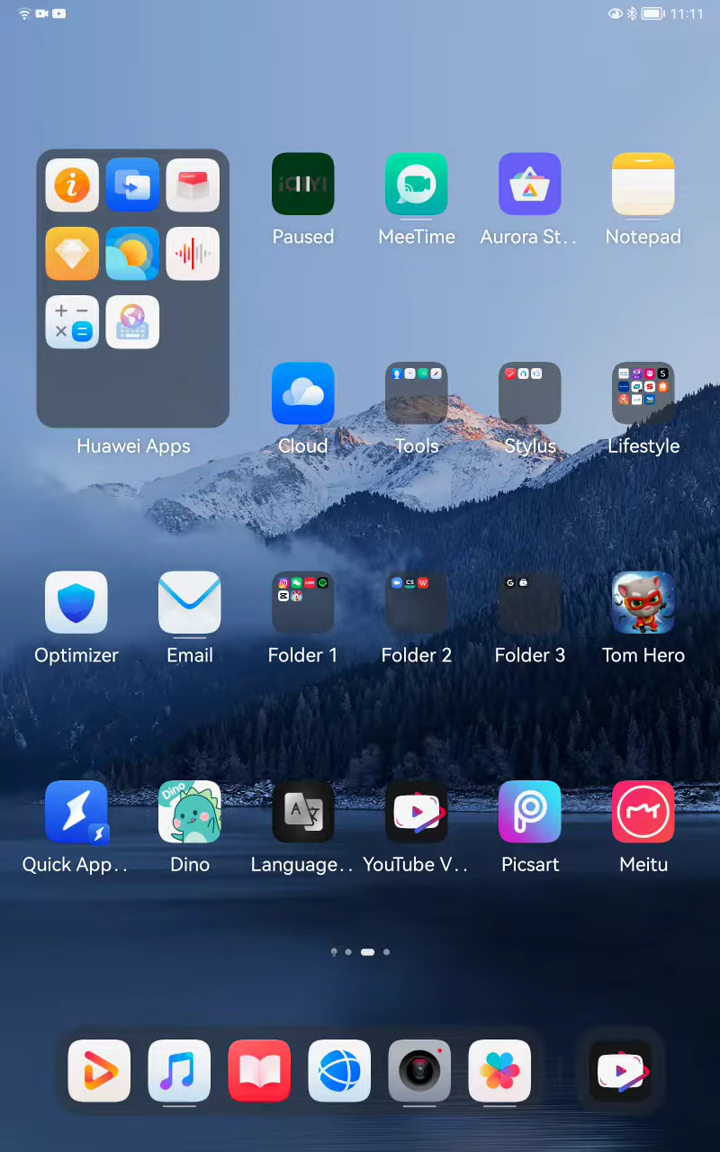 11:11
Paused
MeeTime
Aurora St..
Notepad
Huawei Apps
Cloud
Tools
Stylus
Lifestyle
Optimizer
Email
Folder 1
Folder 2
Folder 3
Tom Hero
Dino
Quick App..
Dino
Language..
YouTube V..
Picsart
Meitu